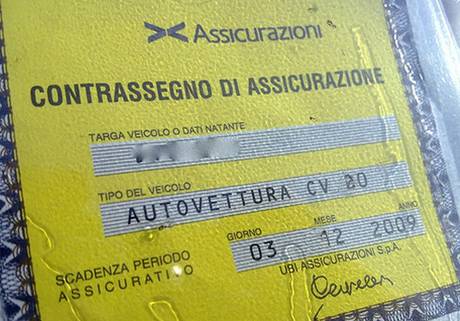 Assicurazioni
CONTRASSEGNO DI ASSICURAZIONE
TARGA VEICOLO O DATI NATANTE
TIPO DEL VEICOLO
AUTOVETTURA CV 20
GIORNO MESE ANNO
03 12 2009
SCADENZA PERIODO
ASSICURATIVO
UBI ASSICURAZIONI S.p.A.